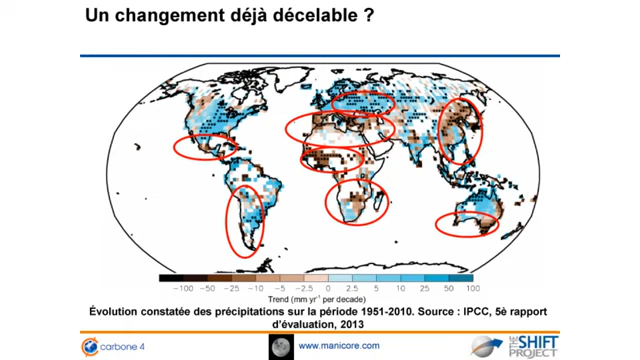 Un changement déjà décelable ?
-100 -50 -25 -10 -5 -2.5 0 2.5 5 10 25 50 100
Trend (mm yr⁻¹ per decade)
Évolution constatée des précipitations sur la période 1951-2010. Source : IPCC, 5è rapport
d'évaluation, 2013
carbone 4
www.manicore.com
THE SHIFT
PROJECT